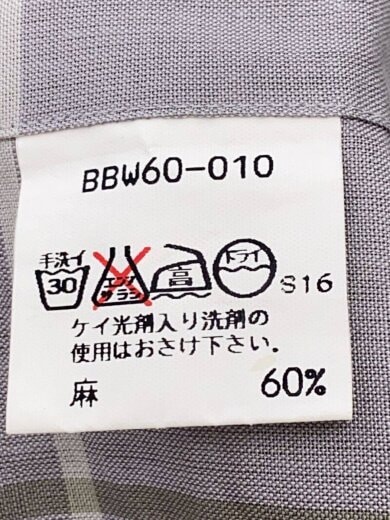 BBW60-010
手洗イ
30
エンソ
サラシ
高
ドライ
S16
ケイ光剤入り洗剤の
使用はおさけ下さい。
麻 60%